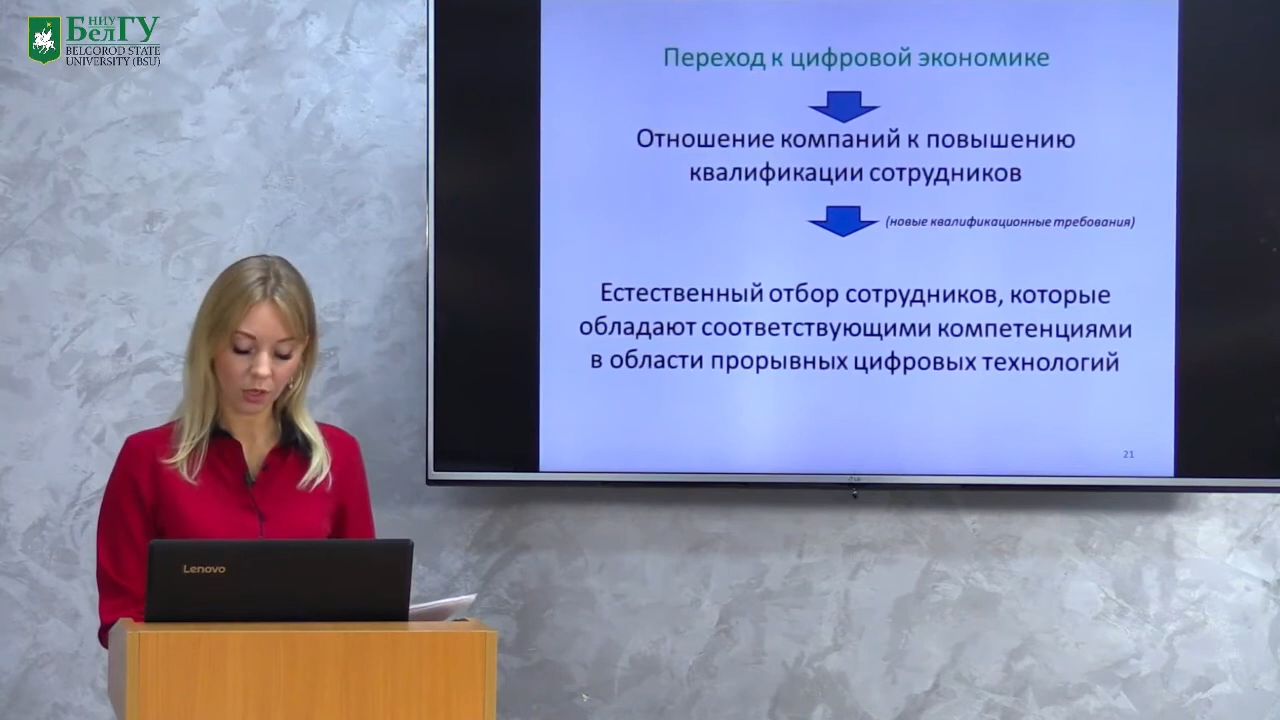 НИУ
БелГУ
BELGOROD STATE
UNIVERSITY (BSU)
Переход к цифровой экономике
Отношение компаний к повышению
квалификации сотрудников
(новые квалификационные требования)
Естественный отбор сотрудников, которые
обладают соответствующими компетенциями
в области прорывных цифровых технологий
21
Lenovo